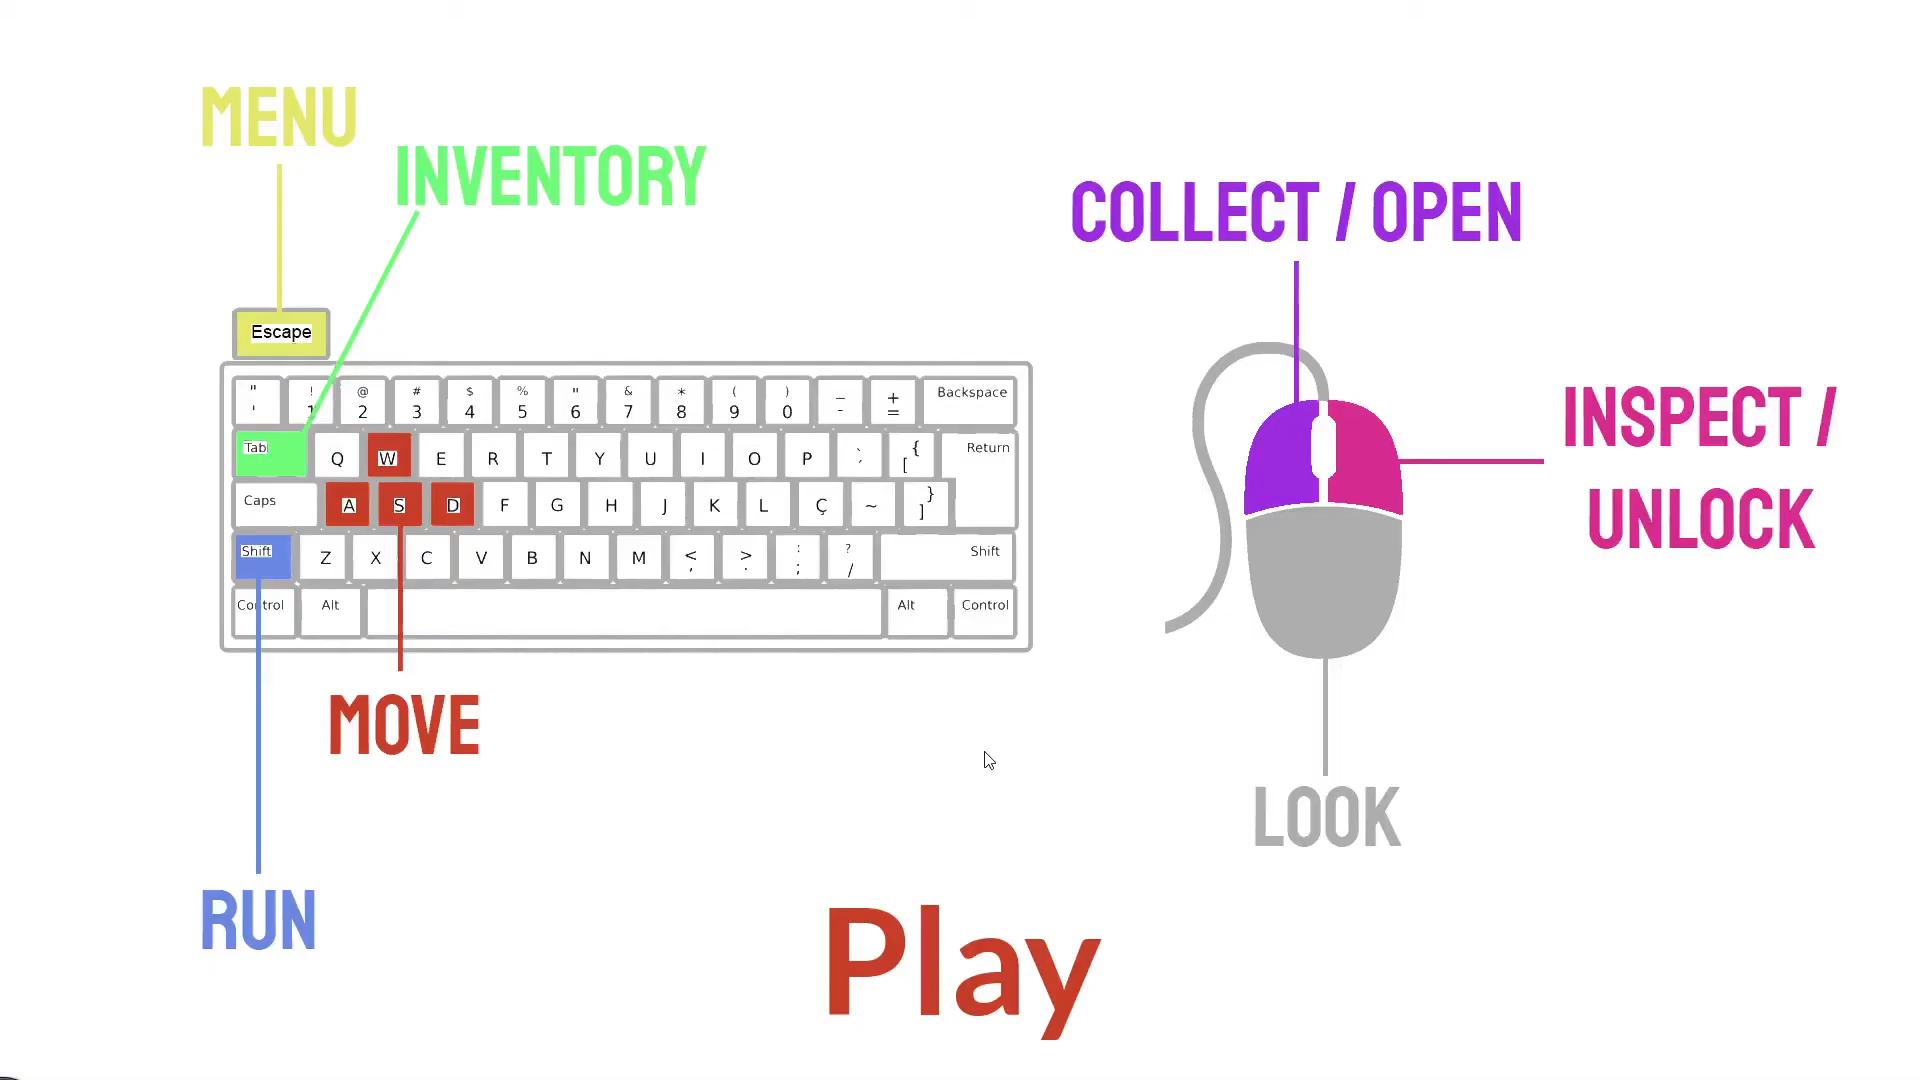 MENU
INVENTORY
COLLECT / OPEN
Escape
" ! @ # $ % " & * ( ) _ + Backspace
' 1 2 3 4 5 6 7 8 9 0 - =
Tab Q W E R T Y U I O P ` { Return
[
INSPECT /
UNLOCK
Caps A S D F G H J K L Ç ~ }
]
Shift Z X C V B N M < > : ? Shift
, . ; /
Control Alt Alt Control
MOVE
LOOK
RUN
Play